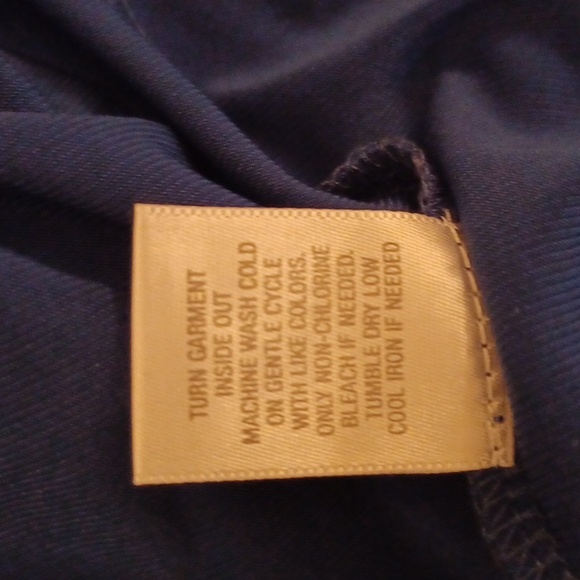 TURN GARMENT
INSIDE OUT
MACHINE WASH COLD
ON GENTLE CYCLE
WITH LIKE COLORS.
ONLY NON-CHLORINE
BLEACH IF NEEDED.
TUMBLE DRY LOW
COOL IRON IF NEEDED